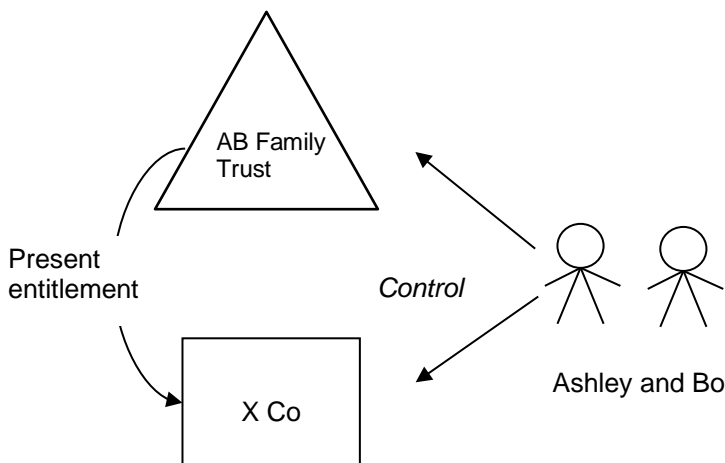 AB Family
Trust
Present
entitlement
Control
X Co
Ashley and Bo